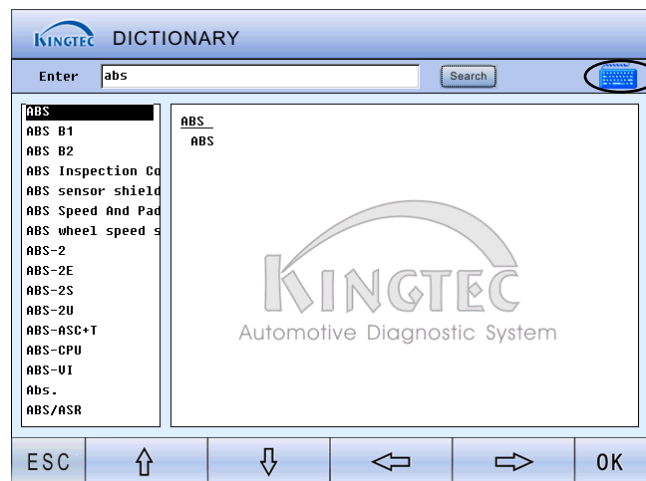 KINGTEC DICTIONARY
Enter abs Search
ABS
ABS B1
ABS B2
ABS Inspection Co
ABS sensor shield
ABS Speed And Pad
ABS wheel speed s
ABS-2
ABS-2E
ABS-2S
ABS-2U
ABS-ASC+T
ABS-CPU
ABS-VI
Abs.
ABS/ASR
ABS
ABS
KINGTEC
Automotive Diagnostic System
ESC OK